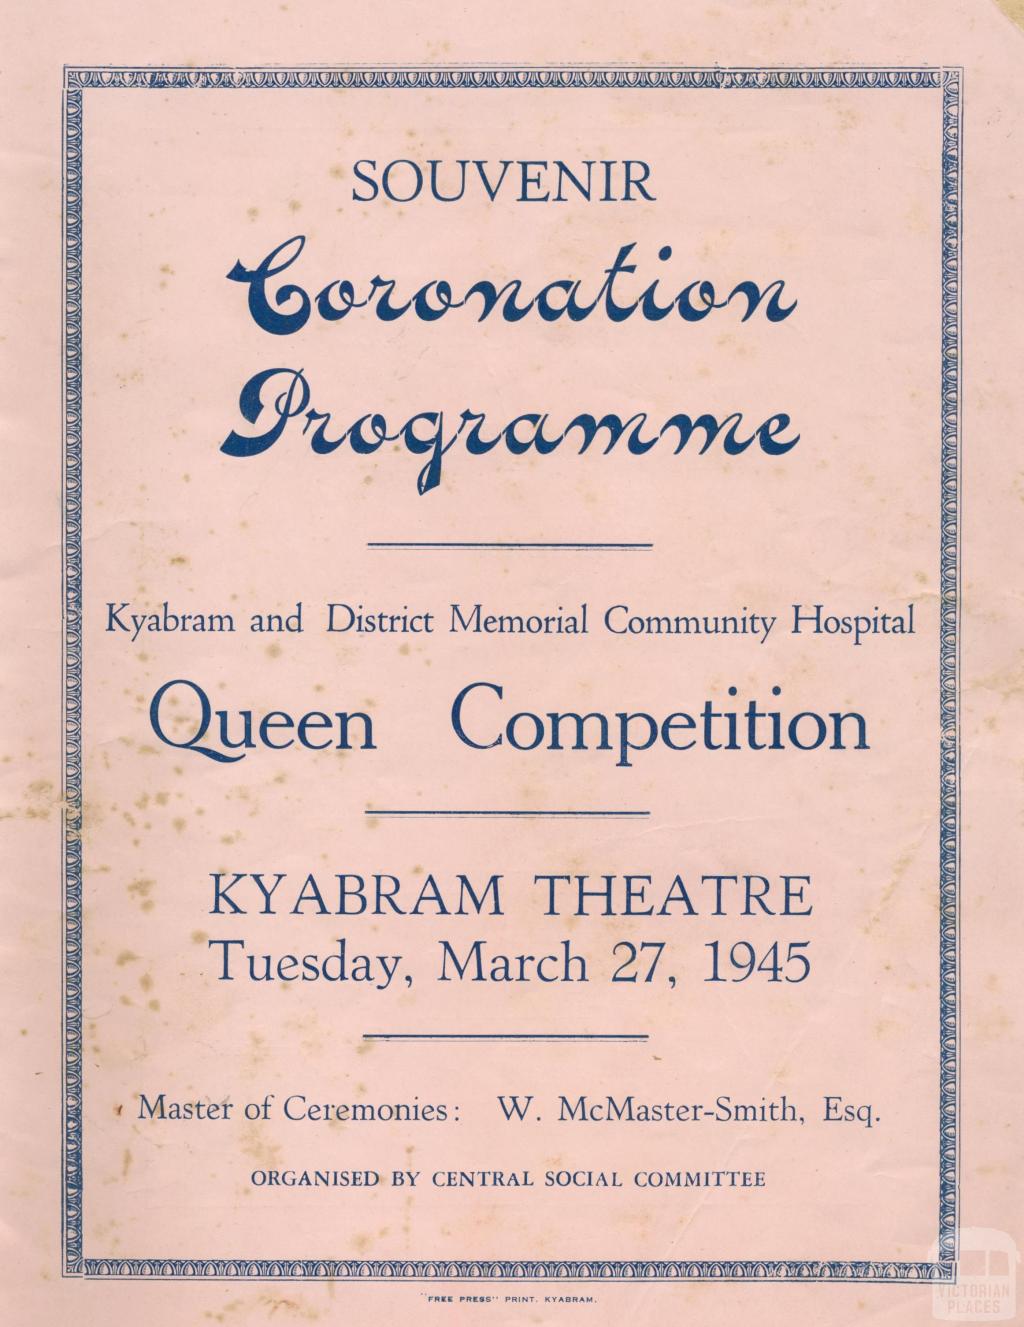 SOUVENIR
Coronation
Programme
Kyabram and District Memorial Community Hospital
Queen Competition
KYABRAM THEATRE
Tuesday, March 27, 1945
Master of Ceremonies: W. McMaster-Smith, Esq.
ORGANISED BY CENTRAL SOCIAL COMMITTEE
"FREE PRESS" PRINT, KYABRAM.
VICTORIAN
PLACES